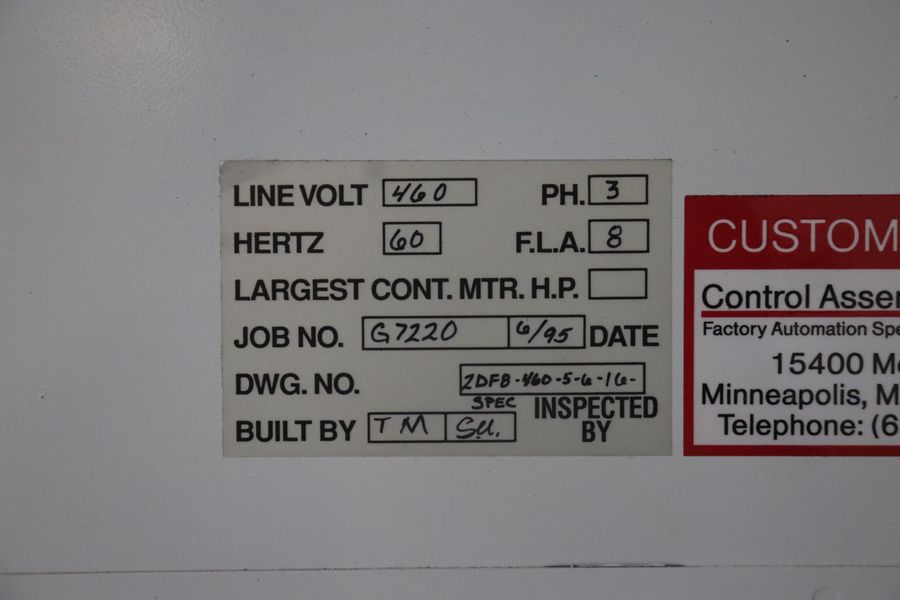 LINE VOLT 460 PH. 3
HERTZ 60 F.L.A. 8
LARGEST CONT. MTR. H.P.
JOB NO. G7220 6/95 DATE
DWG. NO. 2DFB-460-5-6-16-
SPEC
BUILT BY TM INSPECTED BY
CUSTOM
Control Asse
Factory Automation Spe
15400 M
Minneapolis, M
Telephone: (6